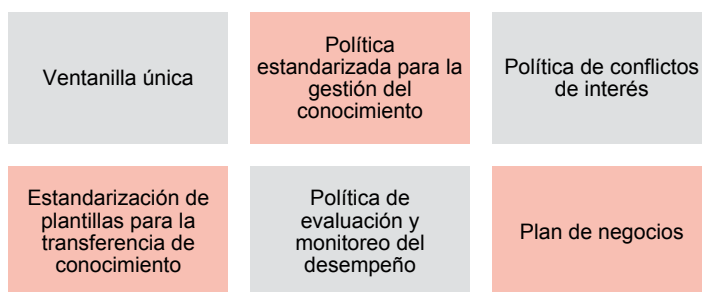 Ventanilla única
Política
estandarizada para la
gestión del
conocimiento
Política de conflictos
de interés
Estandarización de
plantillas para la
transferencia de
conocimiento
Política de
evaluación y
monitoreo del
desempeño
Plan de negocios